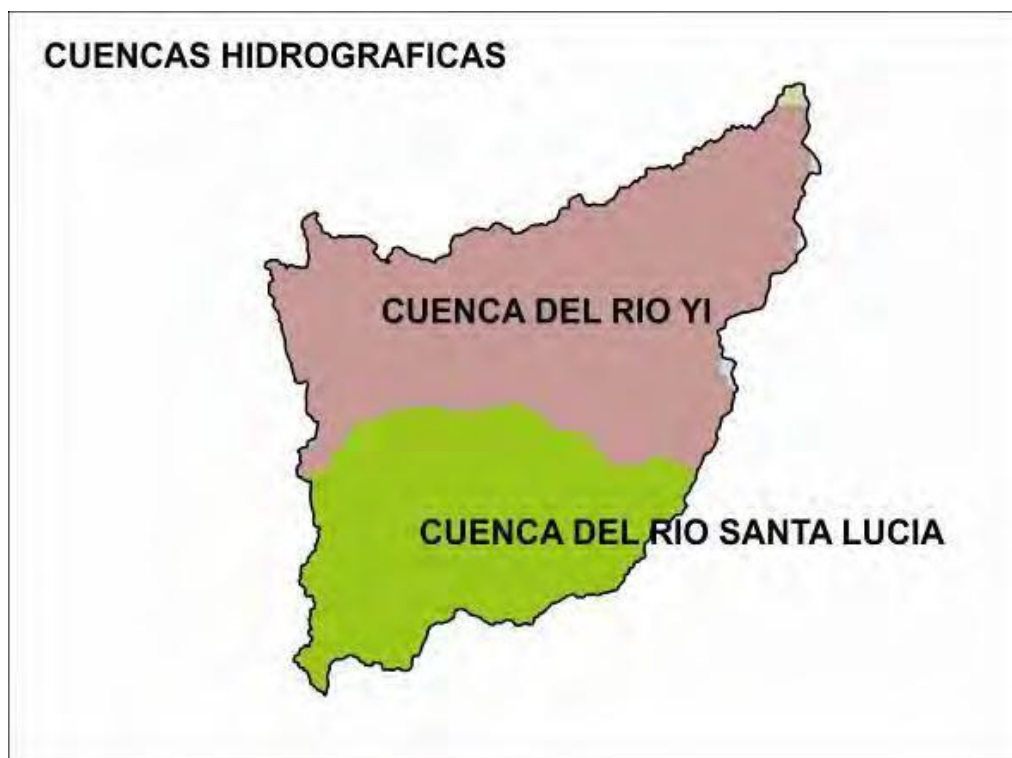 CUENCAS HIDROGRAFICAS
CUENCA DEL RIO YI
CUENCA DEL RIO SANTA LUCIA